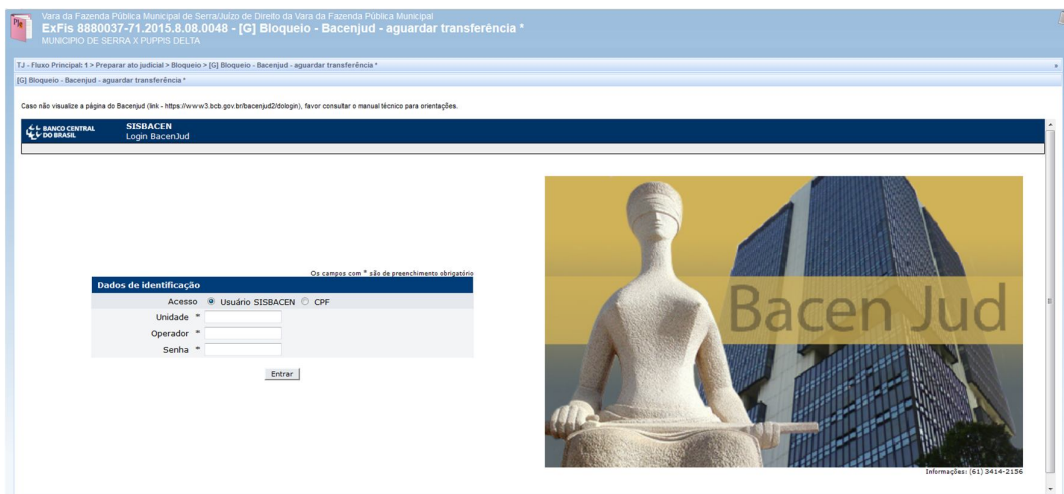 Vara da Fazenda Pública Municipal de Serra/Juízo de Direito da Vara da Fazenda Pública Municipal
ExFis 8880037-71.2015.8.08.0048 - [G] Bloqueio - Bacenjud - aguardar transferência *
MUNICIPIO DE SERRA X PUPPIS DELTA
TJ - Fluxo Principal: 1 > Preparar ato judicial > Bloqueio > [G] Bloqueio - Bacenjud - aguardar transferência *
[G] Bloqueio - Bacenjud - aguardar transferência *
Caso não visualize a página do Bacenjud (link - https://www3.bcb.gov.br/bacenjud2/dologin), favor consultar o manual técnico para orientações.
BANCO CENTRAL DO BRASIL
SISBACEN
Login BacenJud
Os campos com * são de preenchimento obrigatório
Dados de identificação
Acesso Usuário SISBACEN CPF
Unidade *
Operador *
Senha *
Entrar
Bacen Jud
Informações: (61) 3414-2156